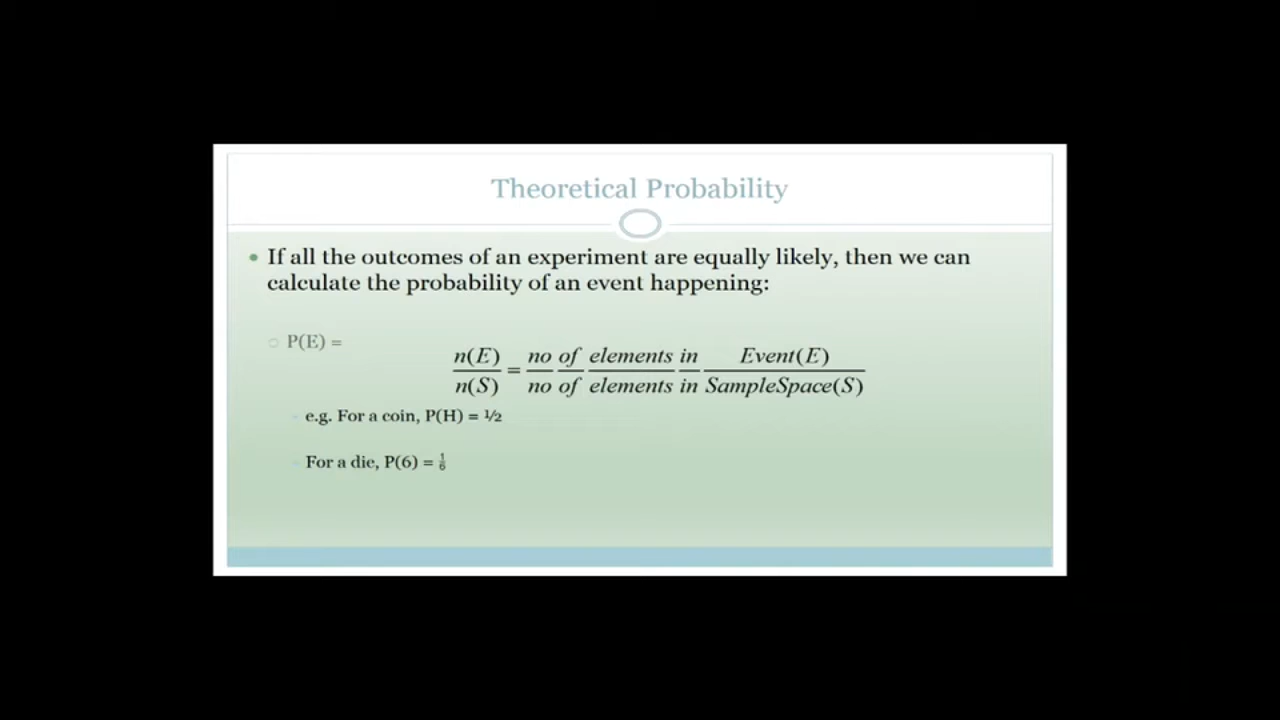 Theoretical Probability
• If all the outcomes of an experiment are equally likely, then we can
calculate the probability of an event happening:
○ P(E) =
n(E)/n(S) = no of elements in Event(E)/no of elements in SampleSpace(S)
- e.g. For a coin, P(H) = ½
- For a die, P(6) = 1/6